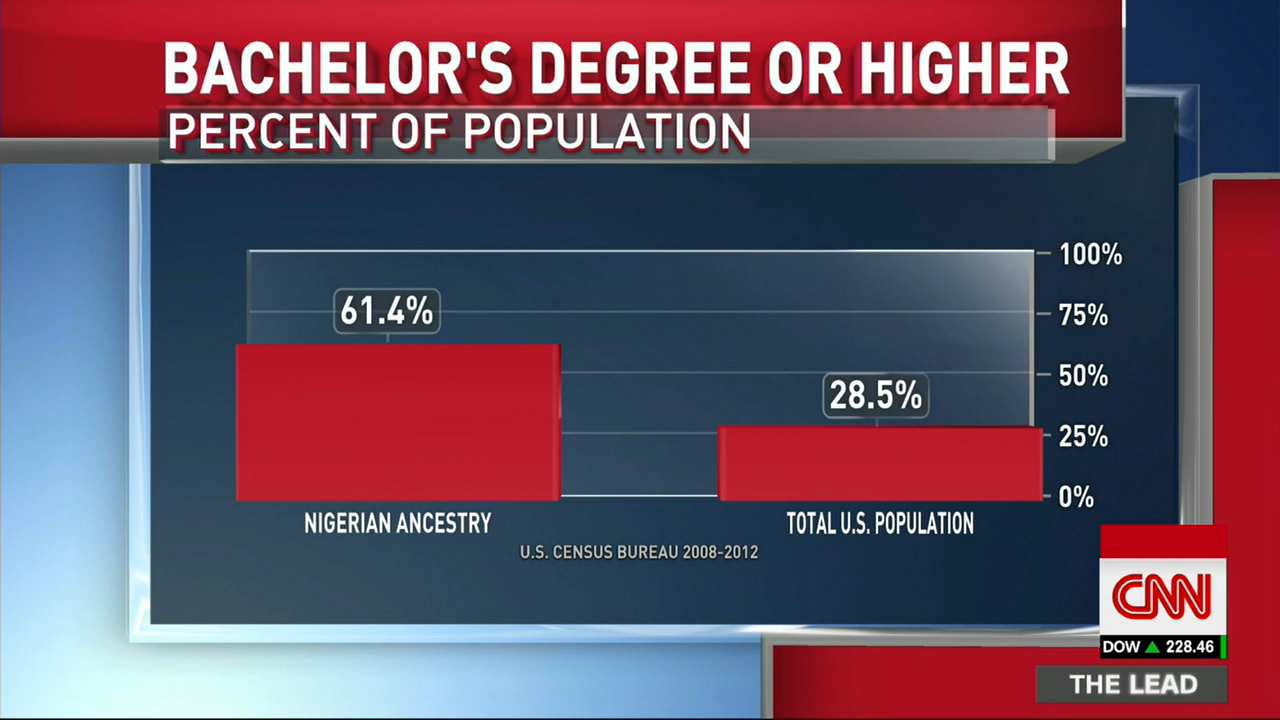 BACHELOR'S DEGREE OR HIGHER
PERCENT OF POPULATION
100%
75%
50%
25%
0%
61.4%
28.5%
NIGERIAN ANCESTRY
TOTAL U.S. POPULATION
U.S. CENSUS BUREAU 2008-2012
CNN
DOW ▲ 228.46
THE LEAD